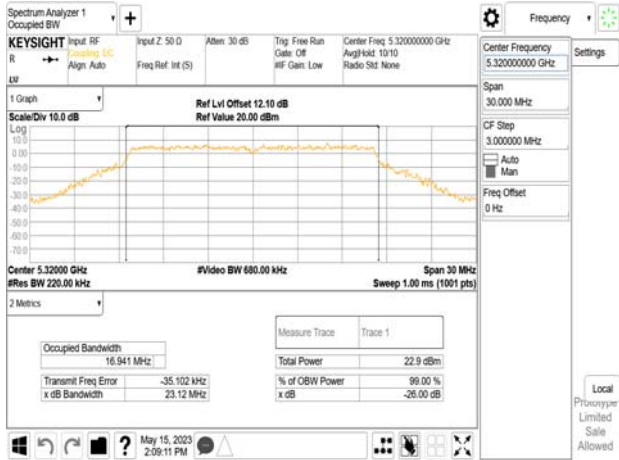 Spectrum Analyzer 1
Occupied BW
Frequency
KEYSIGHT
Input: RF
Coupling: DC
Align: Auto
Input Z: 50 Ω
Freq Ref: Int (S)
Atten: 30 dB
Trig: Free Run
Gate: Off
#IF Gain: Low
Center Freq: 5.320000000 GHz
Avg|Hold: 10/10
Radio Std: None
R
Center Frequency
5.320000000 GHz
Settings
Span
30.000 MHz
CF Step
3.000000 MHz
Auto
Man
Freq Offset
0 Hz
1 Graph
Scale/Div 10.0 dB
Ref Lvl Offset 12.10 dB
Ref Value 20.00 dBm
Log
10.0
0.00
-10.0
-20.0
-30.0
-40.0
-50.0
-60.0
-70.0
Center 5.32000 GHz
#Res BW 220.00 kHz
#Video BW 680.00 kHz
Span 30 MHz
Sweep 1.00 ms (1001 pts)
2 Metrics
Measure Trace Trace 1
Occupied Bandwidth
16.941 MHz
Total Power 22.9 dBm
Transmit Freq Error -35.102 kHz
% of OBW Power 99.00 %
x dB Bandwidth 23.12 MHz
x dB -26.00 dB
Local
Prototype
Limited
Sale
Allowed
?
May 15, 2023
2:09:11 PM